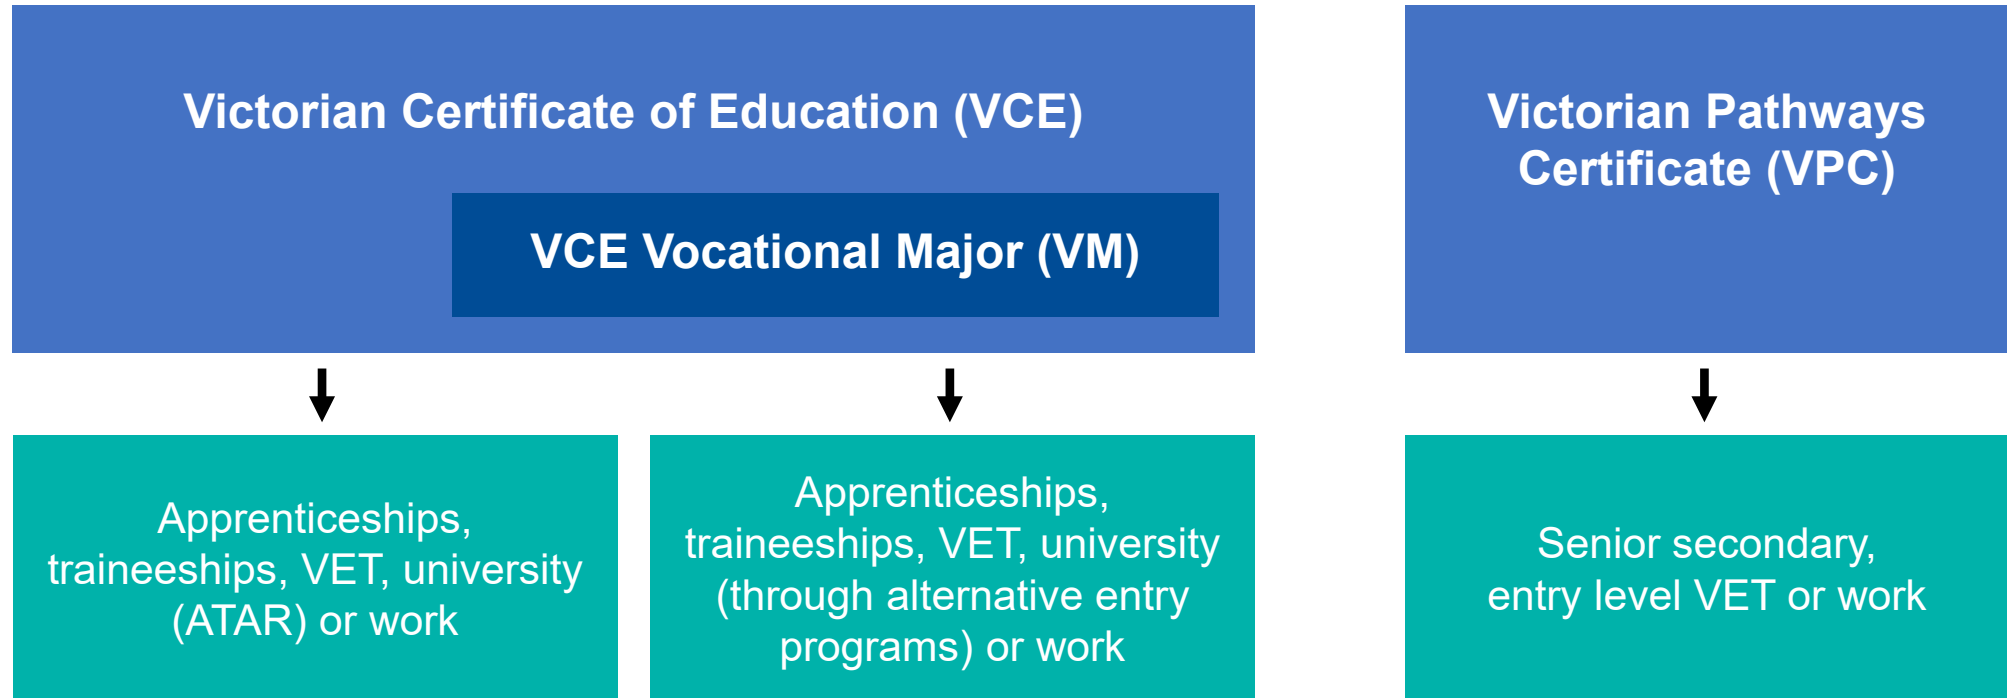 Victorian Certificate of Education (VCE)
VCE Vocational Major (VM)
Victorian Pathways
Certificate (VPC)
Apprenticeships,
traineeships, VET, university
(ATAR) or work
Apprenticeships,
traineeships, VET, university
(through alternative entry
programs) or work
Senior secondary,
entry level VET or work